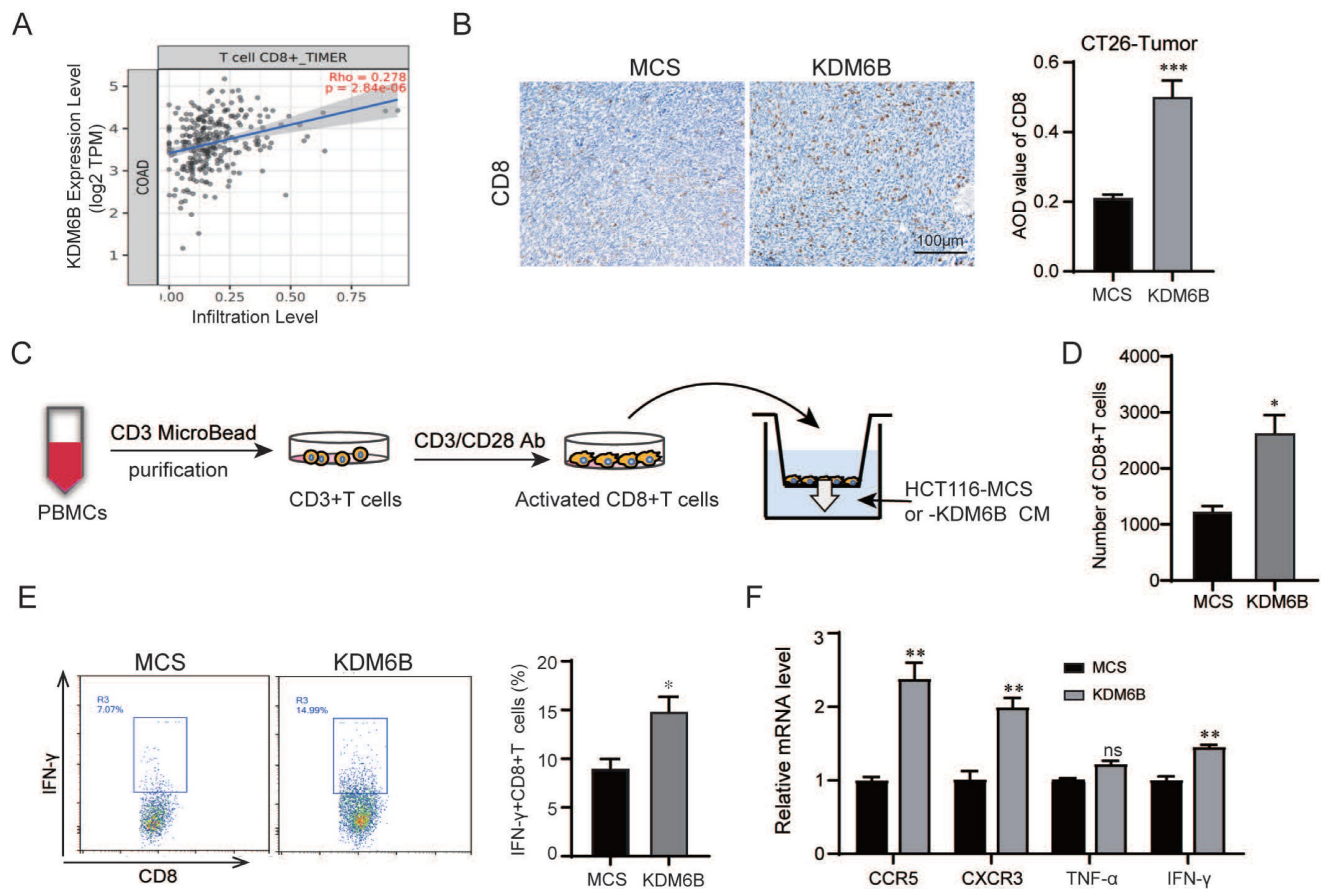 A
T cell CD8+_TIMER
Rho = 0.278
p = 2.84e-06
KDM6B Expression Level
(log2 TPM)
COAD
5
4
3
2
1
0.25
0.50
0.75
Infiltration Level
B
MCS
KDM6B
CD8
100μm
CT26-Tumor
***
AOD value of CD8
0.6
0.4
0.2
0.0
MCS
KDM6B
C
PBMCs
CD3 MicroBead
purification
CD3+T cells
CD3/CD28 Ab
Activated CD8+T cells
HCT116-MCS
or -KDM6B CM
D
Number of CD8+T cells
4000
3000
2000
1000
0
*
MCS
KDM6B
E
MCS
KDM6B
R3
7.07%
R3
14.99%
IFN-γ
CD8
IFN-γ+CD8+T cells (%)
20
15
10
5
0
*
MCS
KDM6B
F
Relative mRNA level
3
2
1
0
**
**
ns
**
MCS
KDM6B
CCR5
CXCR3
TNF-α
IFN-γ